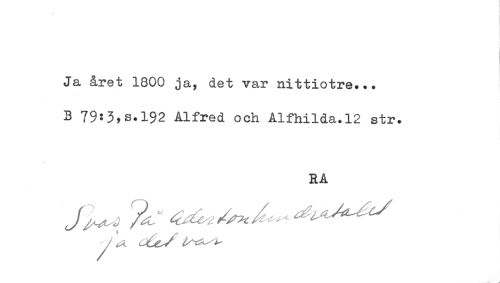 Ja året 1800 ja, det var nittiotre...
B 79:3,s.192 Alfred och Alfhilda.12 str.
RA
Svas På adertonhundratalet
ja det var